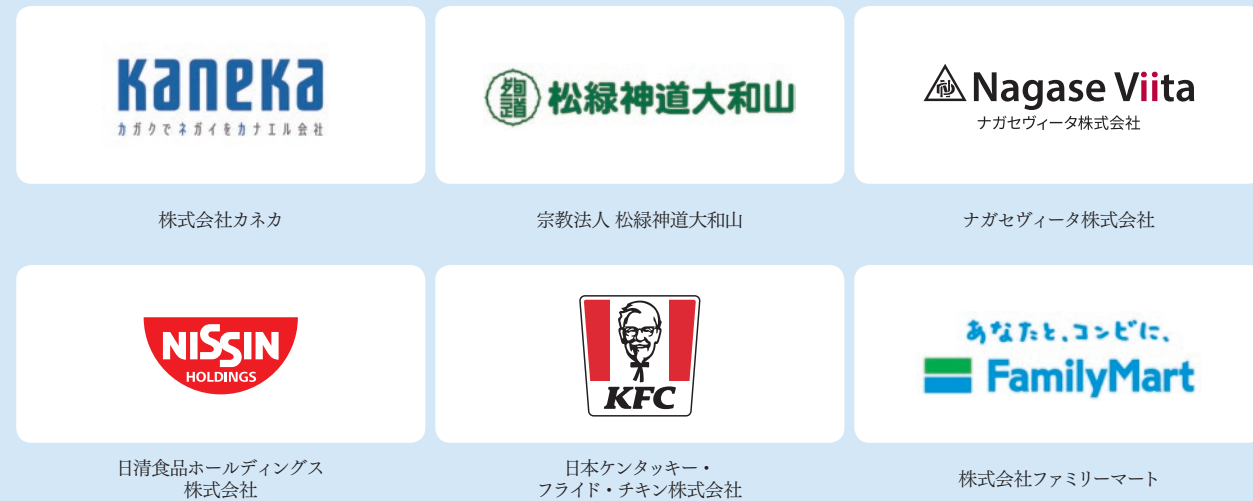 Kaneka
カガクでネガイをカナエル会社
松緑神道大和山
Nagase Viita
ナガセヴィータ株式会社
株式会社カネカ
宗教法人 松緑神道大和山
ナガセヴィータ株式会社
NISSIN
HOLDINGS
KFC
あなたと、コンビに、
FamilyMart
日清食品ホールディングス
株式会社
日本ケンタッキー・
フライド・チキン株式会社
株式会社ファミリーマート